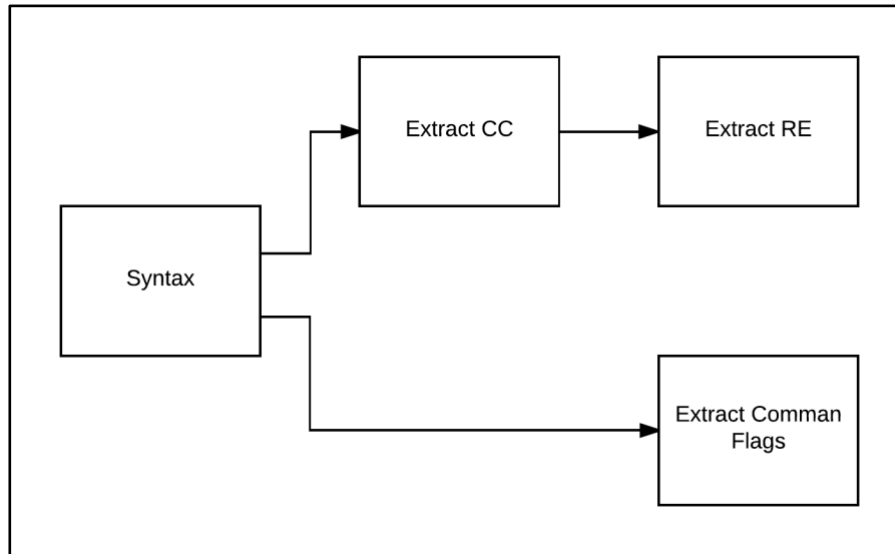 Extract CC
Extract RE
Syntax
Extract Comman
Flags